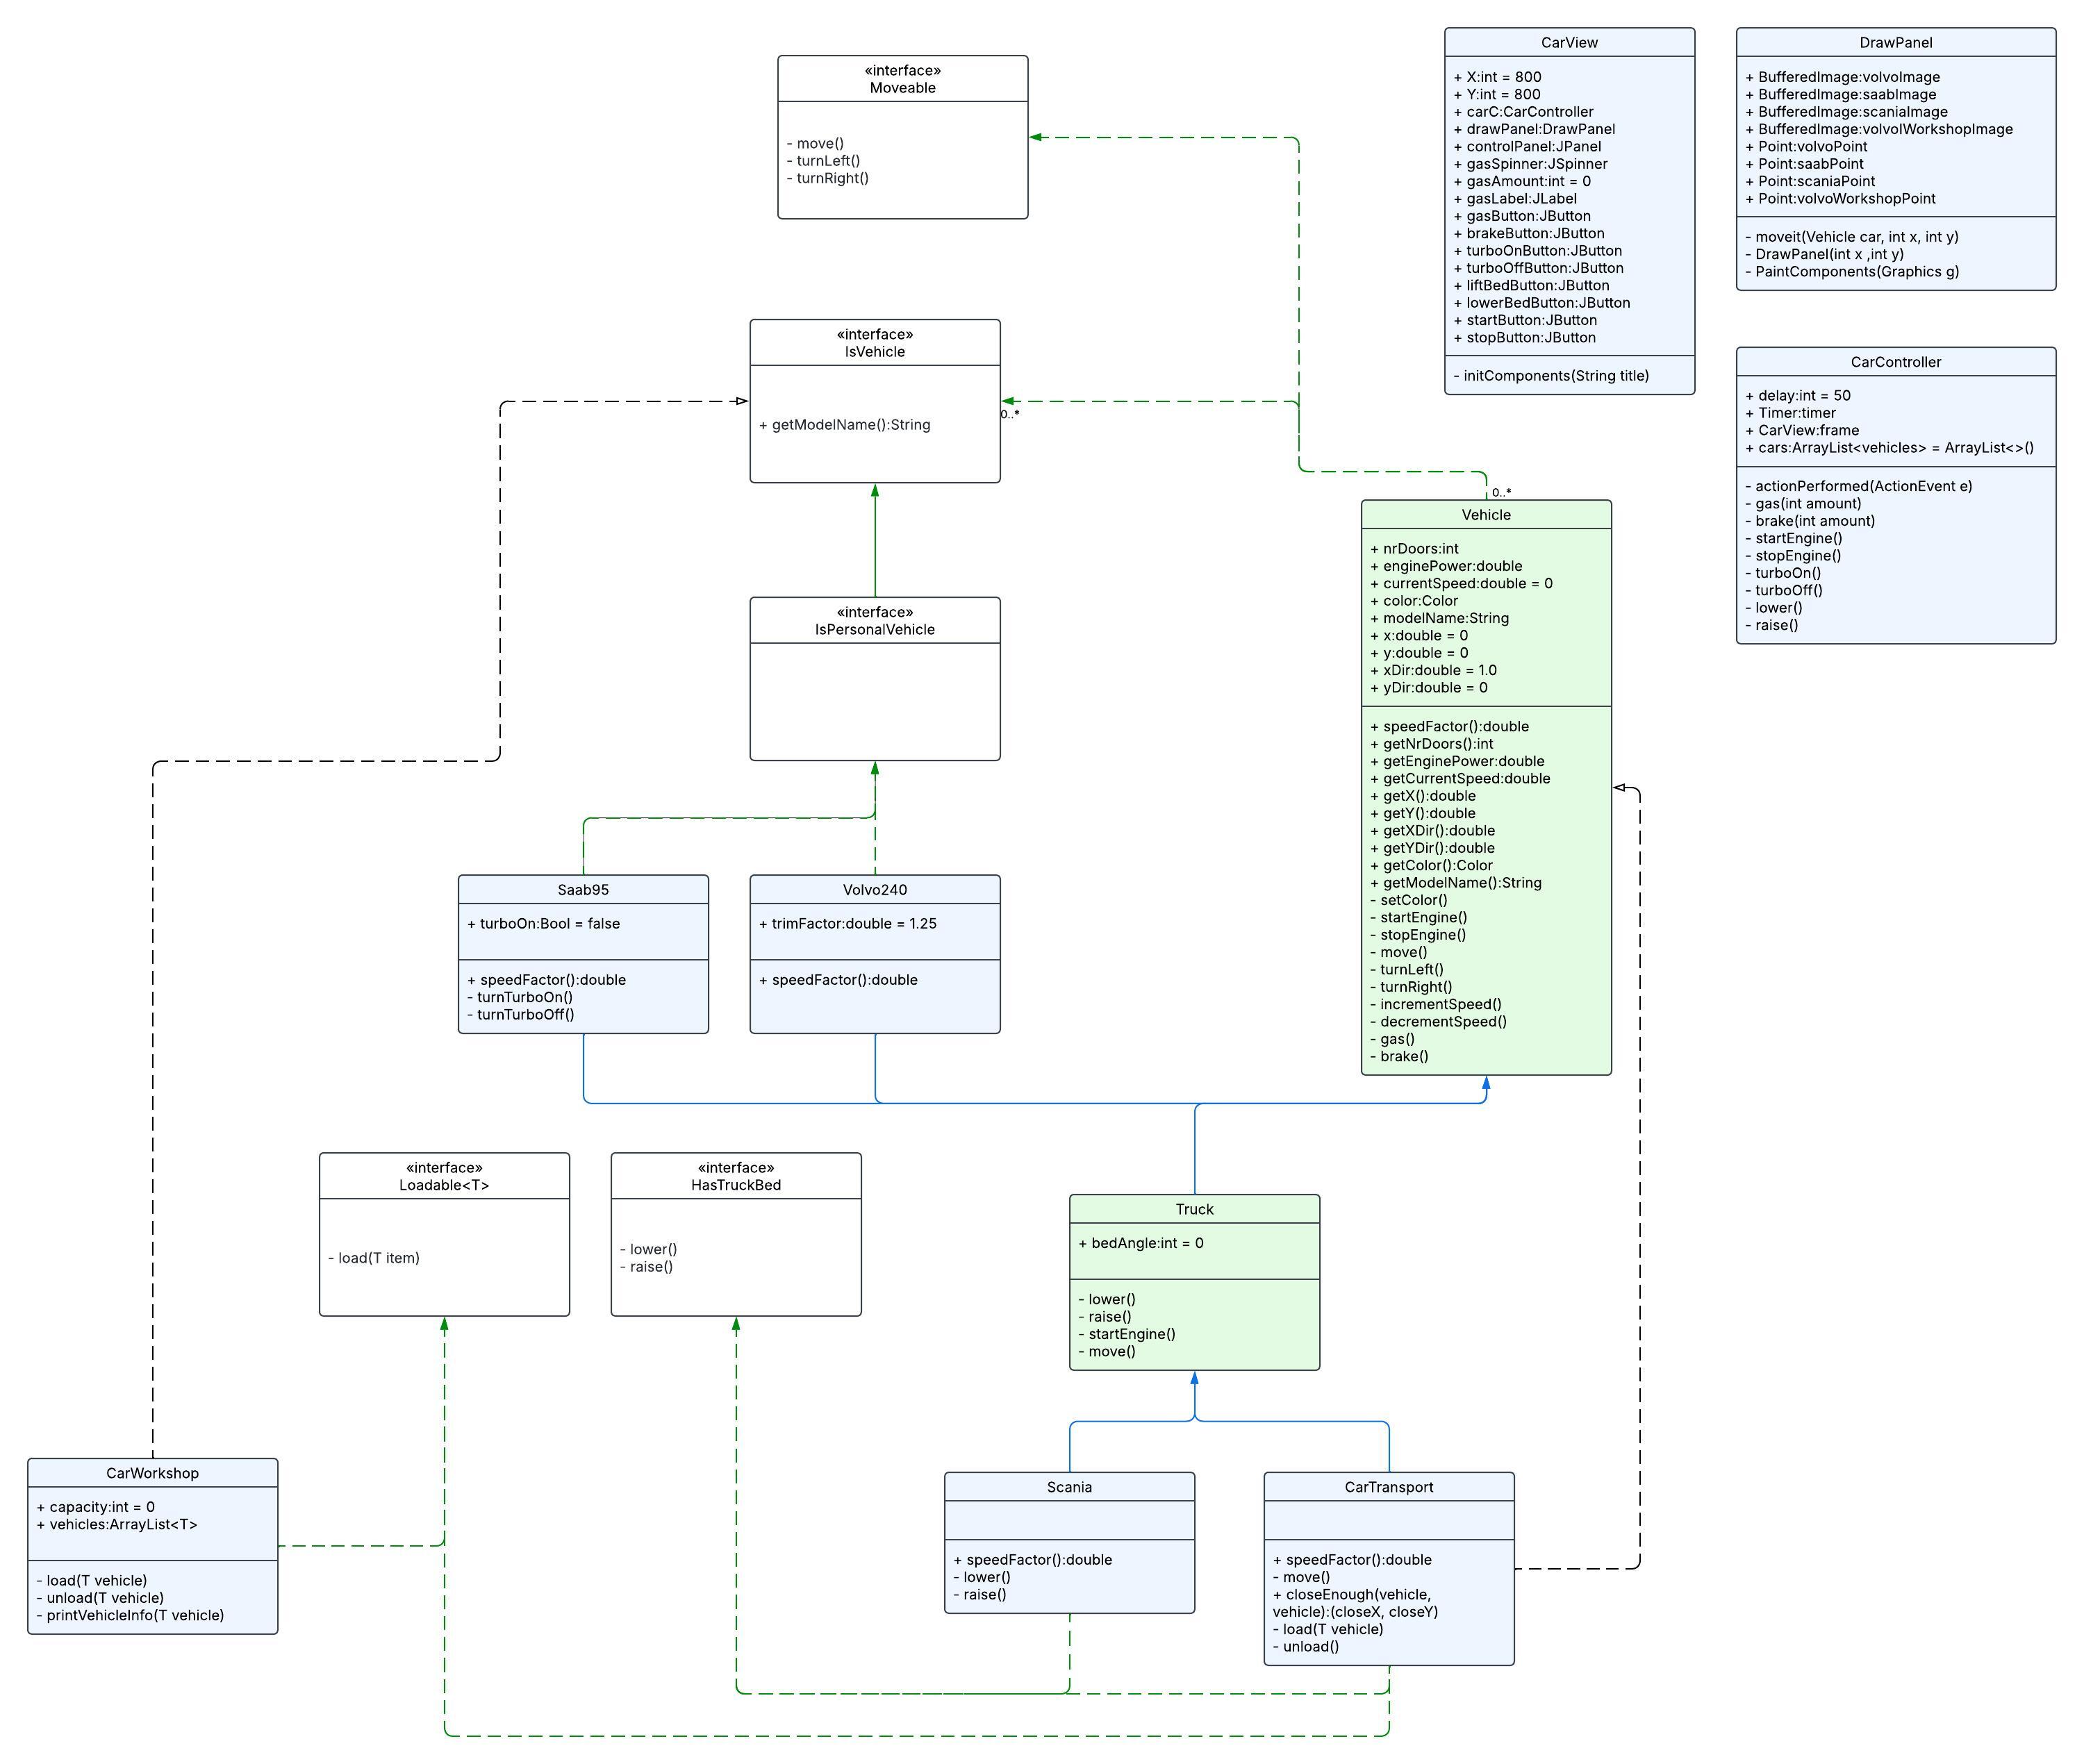 «interface»
Moveable
- move()
- turnLeft()
- turnRight()
CarView
+ X:int = 800
+ Y:int = 800
+ carC:CarController
+ drawPanel:DrawPanel
+ controlPanel:JPanel
+ gasSpinner:JSpinner
+ gasAmount:int = 0
+ gasLabel:JLabel
+ gasButton:JButton
+ brakeButton:JButton
+ turboOnButton:JButton
+ turboOffButton:JButton
+ liftBedButton:JButton
+ lowerBedButton:JButton
+ startButton:JButton
+ stopButton:JButton
- initComponents(String title)
DrawPanel
+ BufferedImage:volvoImage
+ BufferedImage:saabImage
+ BufferedImage:scaniaImage
+ BufferedImage:volvolWorkshopImage
+ Point:volvoPoint
+ Point:saabPoint
+ Point:scaniaPoint
+ Point:volvoWorkshopPoint
- moveit(Vehicle car, int x, int y)
- DrawPanel(int x ,int y)
- PaintComponents(Graphics g)
«interface»
IsVehicle
+ getModelName():String
0..*
CarController
+ delay:int = 50
+ Timer:timer
+ CarView:frame
+ cars:ArrayList<vehicles> = ArrayList<>()
- actionPerformed(ActionEvent e)
- gas(int amount)
- brake(int amount)
- startEngine()
- stopEngine()
- turboOn()
- turboOff()
- lower()
- raise()
0..*
Vehicle
+ nrDoors:int
+ enginePower:double
+ currentSpeed:double = 0
+ color:Color
+ modelName:String
+ x:double = 0
+ y:double = 0
+ xDir:double = 1.0
+ yDir:double = 0
+ speedFactor():double
+ getNrDoors():int
+ getEnginePower:double
+ getCurrentSpeed:double
+ getX():double
+ getY():double
+ getXDir():double
+ getYDir():double
+ getColor():Color
+ getModelName():String
- setColor()
- startEngine()
- stopEngine()
- move()
- turnLeft()
- turnRight()
- incrementSpeed()
- decrementSpeed()
- gas()
- brake()
«interface»
IsPersonalVehicle
Saab95
+ turboOn:Bool = false
+ speedFactor():double
- turnTurboOn()
- turnTurboOff()
Volvo240
+ trimFactor:double = 1.25
+ speedFactor():double
«interface»
Loadable<T>
- load(T item)
«interface»
HasTruckBed
- lower()
- raise()
Truck
+ bedAngle:int = 0
- lower()
- raise()
- startEngine()
- move()
CarWorkshop
+ capacity:int = 0
+ vehicles:ArrayList<T>
- load(T vehicle)
- unload(T vehicle)
- printVehicleInfo(T vehicle)
Scania
+ speedFactor():double
- lower()
- raise()
CarTransport
+ speedFactor():double
- move()
+ closeEnough(vehicle,
vehicle):(closeX, closeY)
- load(T vehicle)
- unload()